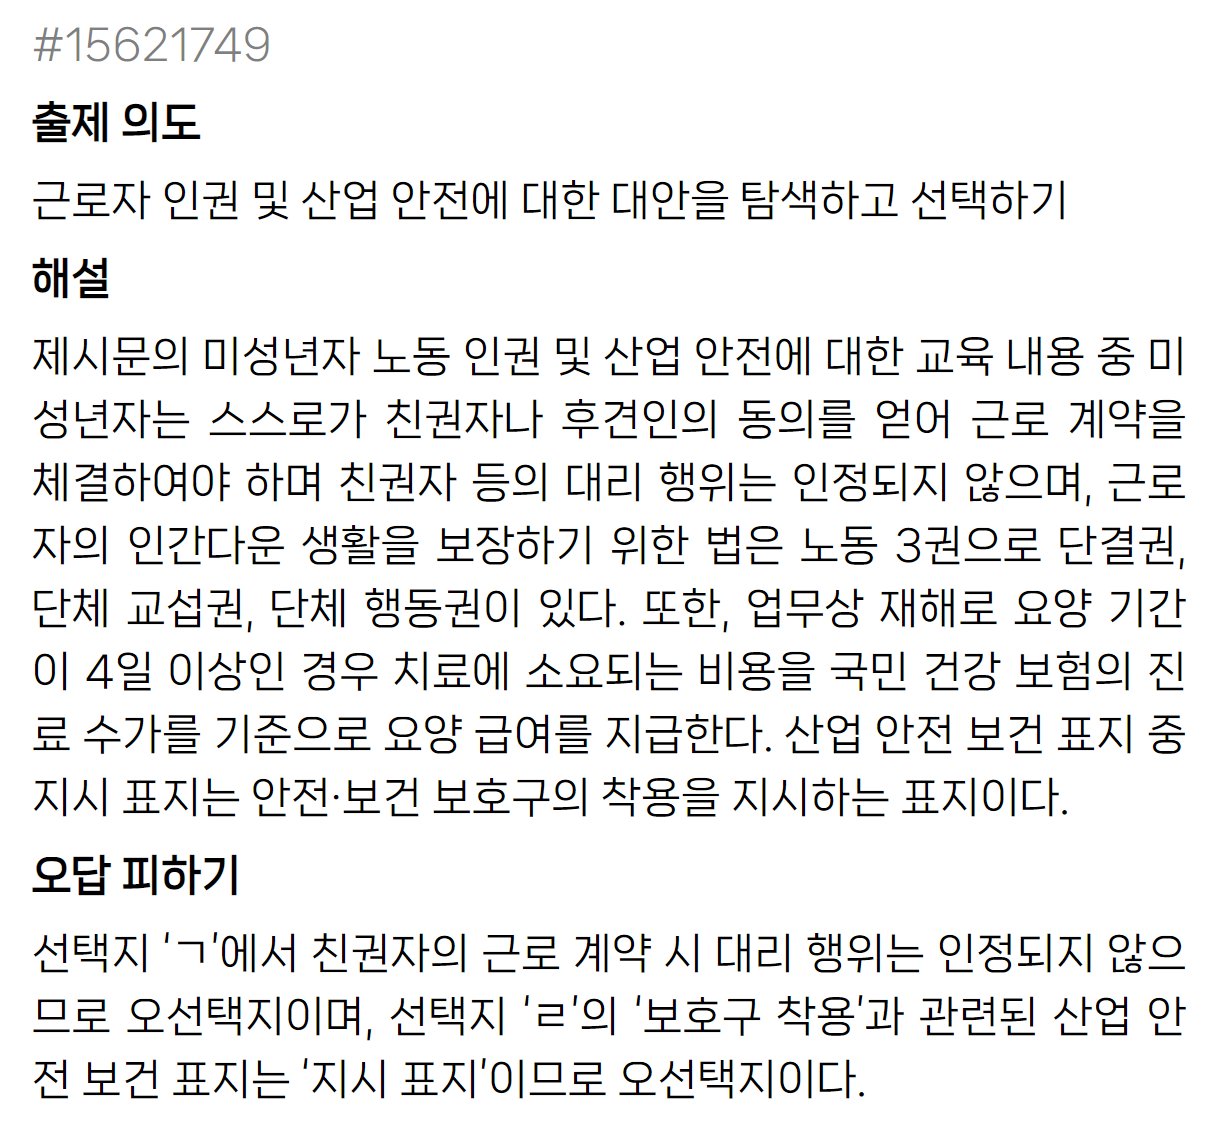 #15621749
출제 의도
근로자 인권 및 산업 안전에 대한 대안을 탐색하고 선택하기
해설
제시문의 미성년자 노동 인권 및 산업 안전에 대한 교육 내용 중 미
성년자는 스스로가 친권자나 후견인의 동의를 얻어 근로 계약을
체결하여야 하며 친권자 등의 대리 행위는 인정되지 않으며, 근로
자의 인간다운 생활을 보장하기 위한 법은 노동 3권으로 단결권,
단체 교섭권, 단체 행동권이 있다. 또한, 업무상 재해로 요양 기간
이 4일 이상인 경우 치료에 소요되는 비용을 국민 건강 보험의 진
료 수가를 기준으로 요양 급여를 지급한다. 산업 안전 보건 표지 중
지시 표지는 안전·보건 보호구의 착용을 지시하는 표지이다.
오답 피하기
선택지 'ㄱ'에서 친권자의 근로 계약 시 대리 행위는 인정되지 않으
므로 오선택지이며, 선택지 'ㄹ'의 '보호구 착용'과 관련된 산업 안
전 보건 표지는 '지시 표지'이므로 오선택지이다.